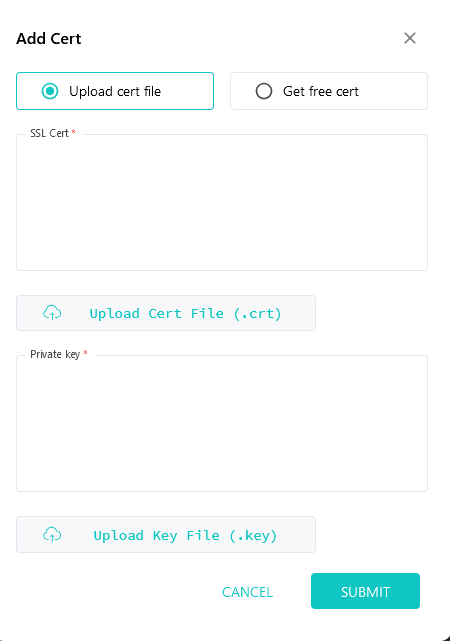 Add Cert
Upload cert file
Get free cert
SSL Cert *
Upload Cert File (.crt)
Private key *
Upload Key File (.key)
CANCEL
SUBMIT